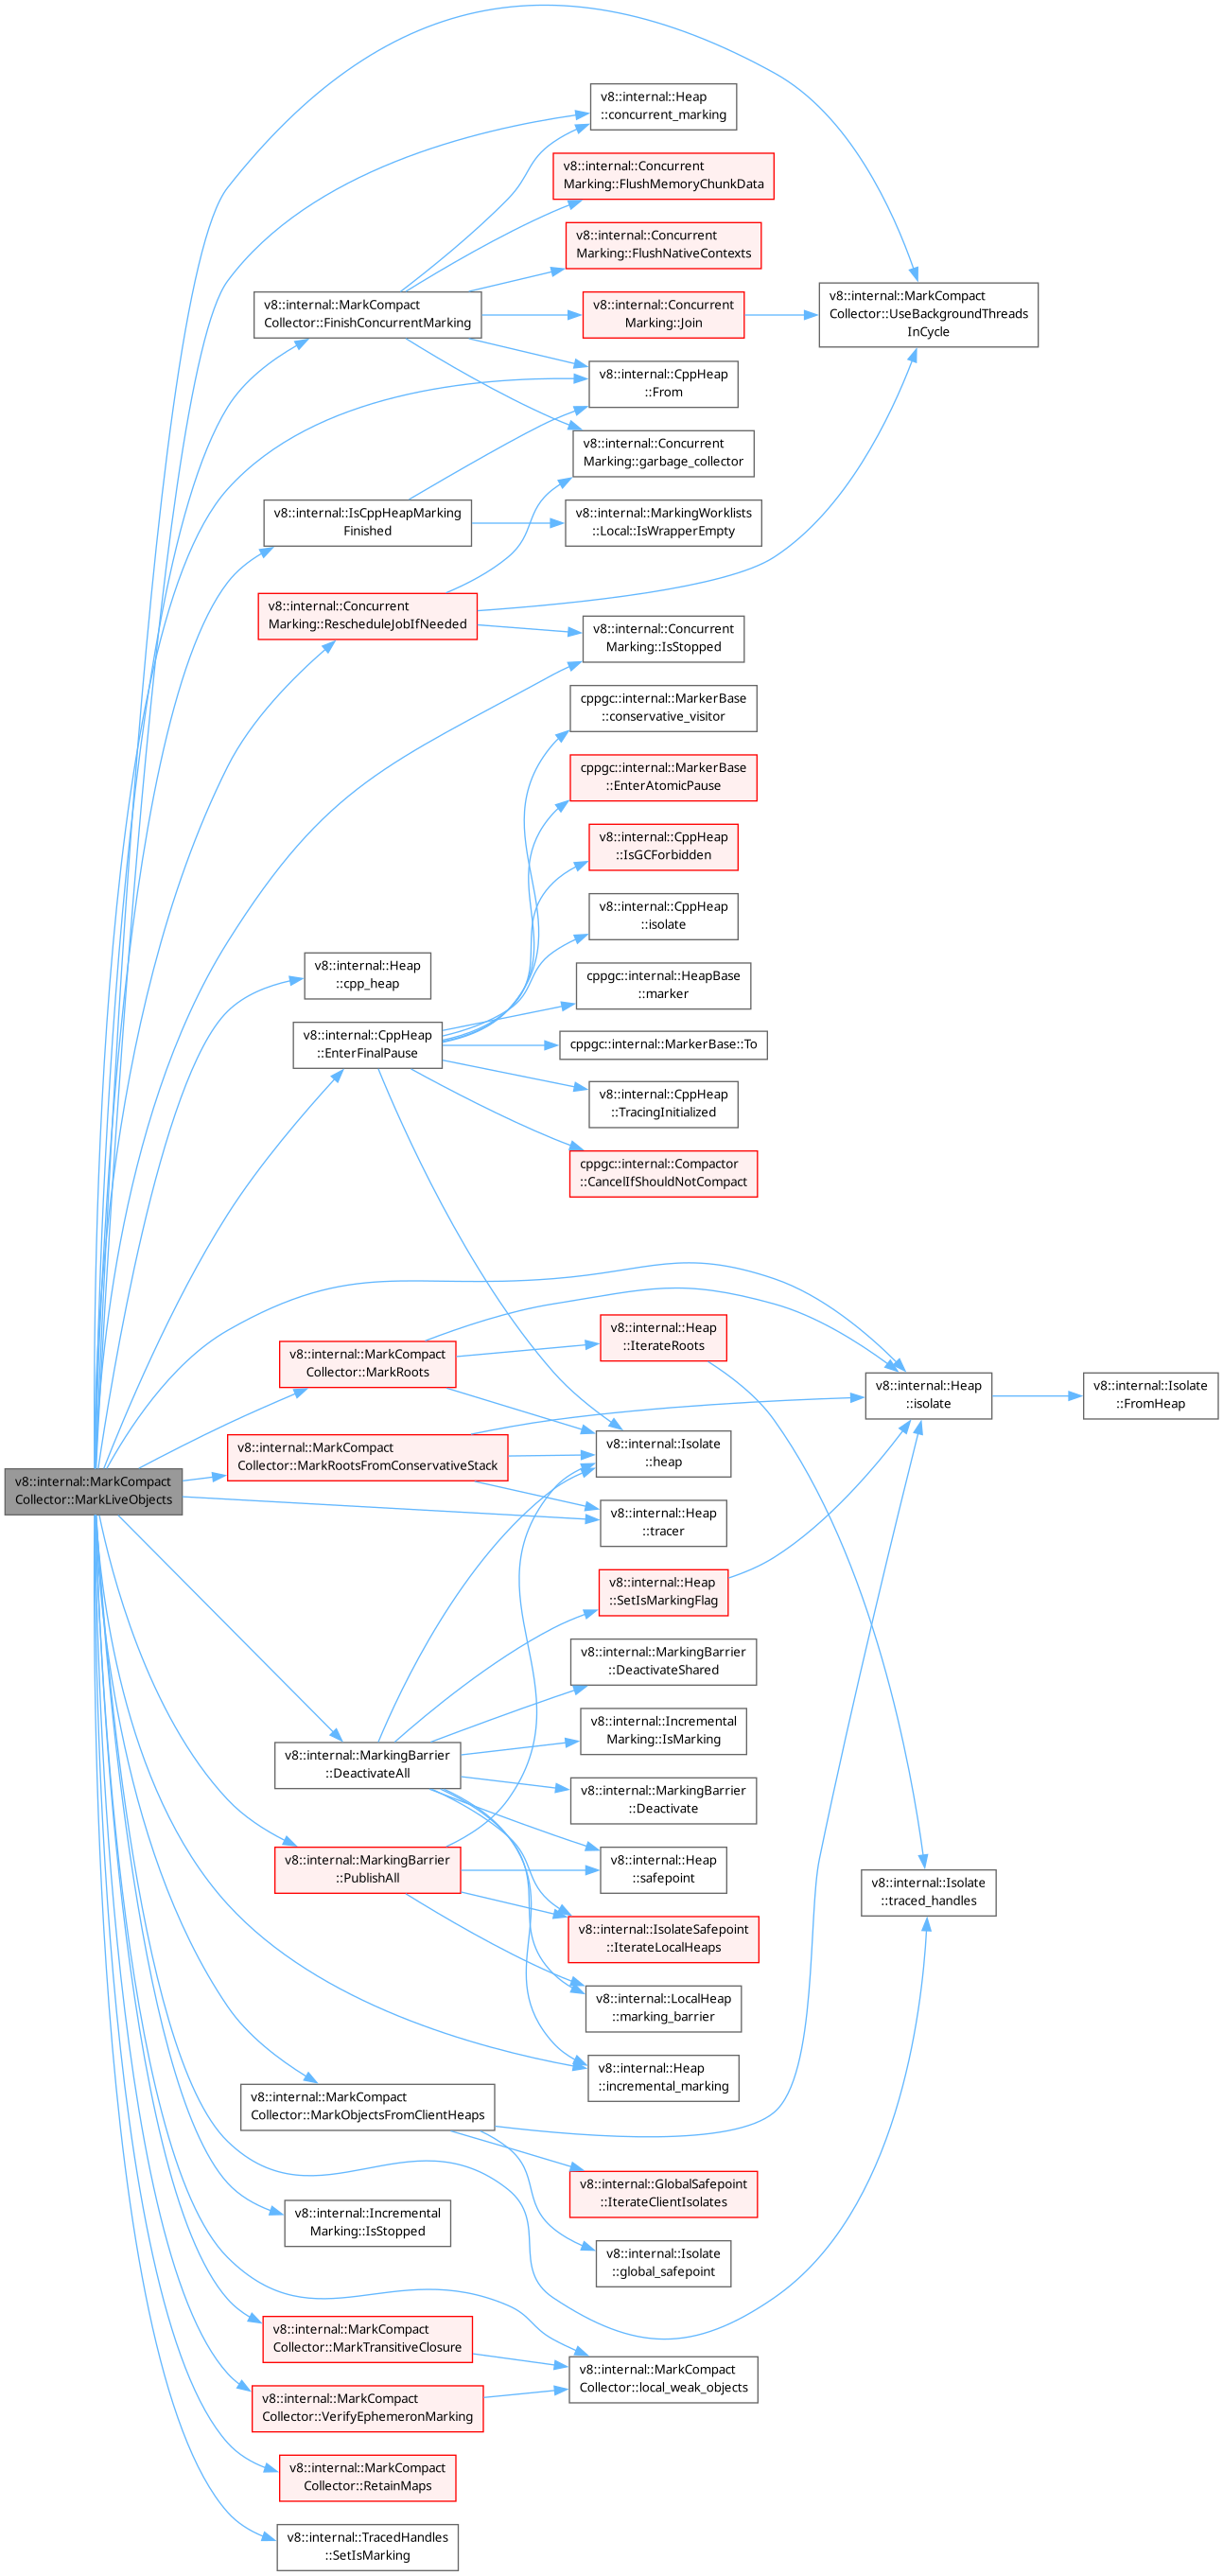 v8::internal::Heap
::concurrent_marking
v8::internal::Concurrent
Marking::FlushMemoryChunkData
v8::internal::Concurrent
Marking::FlushNativeContexts
v8::internal::MarkCompact
Collector::FinishConcurrentMarking
v8::internal::Concurrent
Marking::Join
v8::internal::MarkCompact
Collector::UseBackgroundThreads
InCycle
v8::internal::CppHeap
::From
v8::internal::Concurrent
Marking::garbage_collector
v8::internal::IsCppHeapMarking
Finished
v8::internal::MarkingWorklists
::Local::IsWrapperEmpty
v8::internal::Concurrent
Marking::RescheduleJobIfNeeded
v8::internal::Concurrent
Marking::IsStopped
cppgc::internal::MarkerBase
::conservative_visitor
cppgc::internal::MarkerBase
::EnterAtomicPause
v8::internal::CppHeap
::IsGCForbidden
v8::internal::CppHeap
::isolate
v8::internal::Heap
::cpp_heap
cppgc::internal::HeapBase
::marker
v8::internal::CppHeap
::EnterFinalPause
cppgc::internal::MarkerBase::To
v8::internal::CppHeap
::TracingInitialized
cppgc::internal::Compactor
::CancelIfShouldNotCompact
v8::internal::MarkCompact
Collector::MarkRoots
v8::internal::Heap
::IterateRoots
v8::internal::Heap
::isolate
v8::internal::Isolate
::FromHeap
v8::internal::MarkCompact
Collector::MarkRootsFromConservativeStack
v8::internal::Isolate
::heap
v8::internal::MarkCompact
Collector::MarkLiveObjects
v8::internal::Heap
::tracer
v8::internal::Heap
::SetIsMarkingFlag
v8::internal::MarkingBarrier
::DeactivateShared
v8::internal::Incremental
Marking::IsMarking
v8::internal::MarkingBarrier
::DeactivateAll
v8::internal::MarkingBarrier
::Deactivate
v8::internal::MarkingBarrier
::PublishAll
v8::internal::Heap
::safepoint
v8::internal::Isolate
::traced_handles
v8::internal::IsolateSafepoint
::IterateLocalHeaps
v8::internal::LocalHeap
::marking_barrier
v8::internal::Heap
::incremental_marking
v8::internal::MarkCompact
Collector::MarkObjectsFromClientHeaps
v8::internal::GlobalSafepoint
::IterateClientIsolates
v8::internal::Incremental
Marking::IsStopped
v8::internal::Isolate
::global_safepoint
v8::internal::MarkCompact
Collector::MarkTransitiveClosure
v8::internal::MarkCompact
Collector::local_weak_objects
v8::internal::MarkCompact
Collector::VerifyEphemeronMarking
v8::internal::MarkCompact
Collector::RetainMaps
v8::internal::TracedHandles
::SetIsMarking